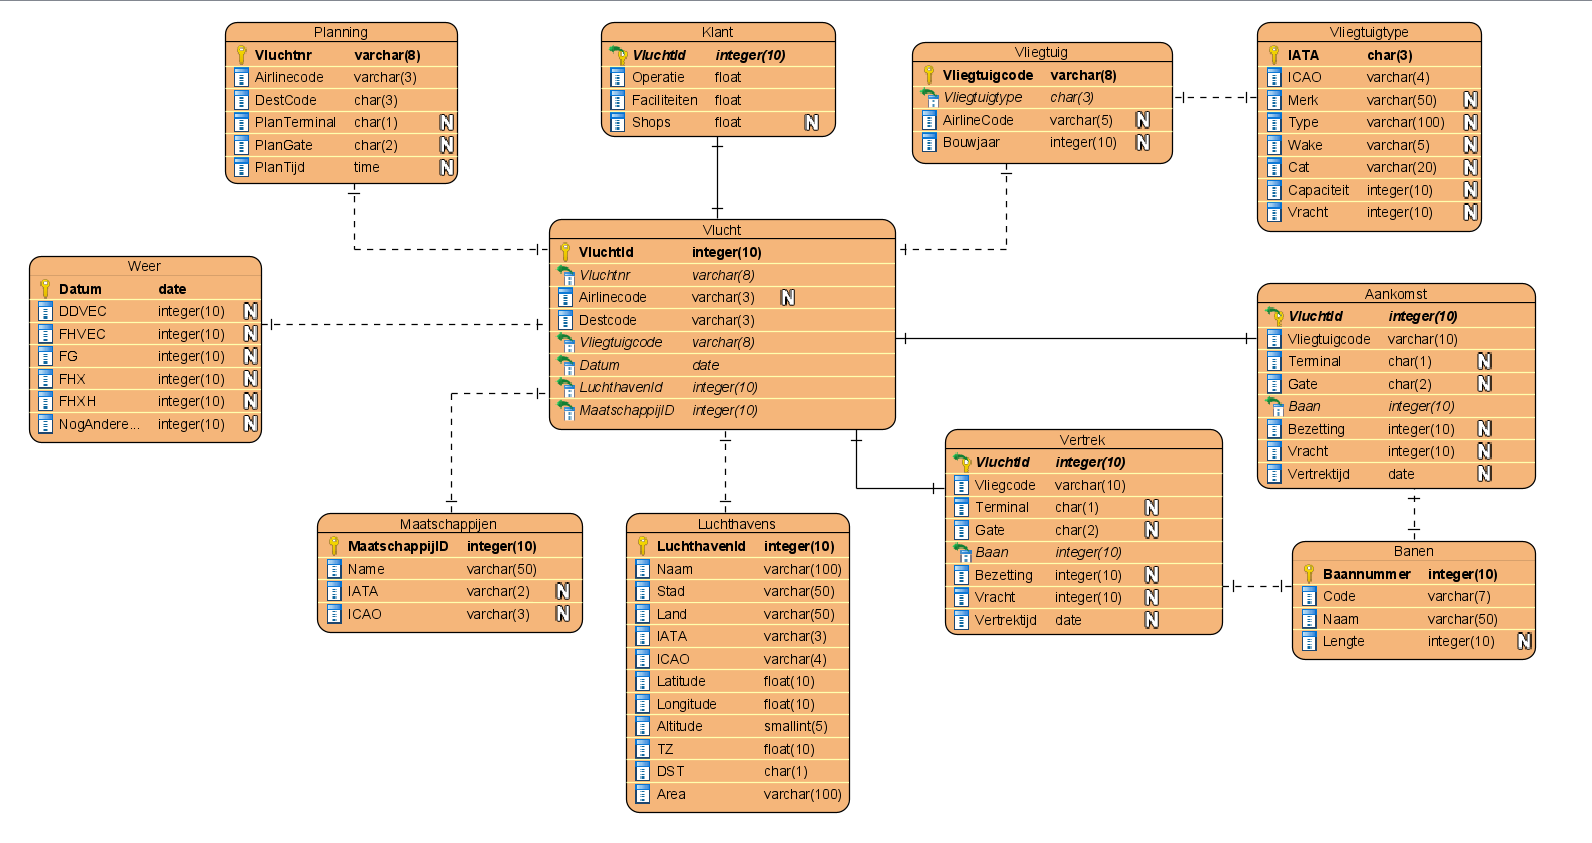 Planning
Vluchtnr varchar(8)
Airlinecode varchar(3)
DestCode char(3)
PlanTerminal char(1) N
PlanGate char(2) N
PlanTijd time N
Klant
VluchtId integer(10)
Operatie float
Faciliteiten float
Shops float N
Vliegtuig
Vliegtuigcode varchar(8)
Vliegtuigtype char(3)
AirlineCode varchar(5) N
Bouwjaar integer(10) N
Vliegtuigtype
IATA char(3)
ICAO varchar(4)
Merk varchar(50) N
Type varchar(100) N
Wake varchar(5) N
Cat varchar(20) N
Capaciteit integer(10) N
Vracht integer(10) N
Weer
Datum date
DDVEC integer(10) N
FHVEC integer(10) N
FG integer(10) N
FHX integer(10) N
FHXH integer(10) N
NogAndere... integer(10) N
Vlucht
VluchtId integer(10)
Vluchtnr varchar(8)
Airlinecode varchar(3) N
Destcode varchar(3)
Vliegtuigcode varchar(8)
Datum date
LuchthavenId integer(10)
MaatschappijID integer(10)
Aankomst
VluchtId integer(10)
Vliegtuigcode varchar(10)
Terminal char(1) N
Gate char(2) N
Baan integer(10)
Bezetting integer(10) N
Vracht integer(10) N
Vertrektijd date N
Maatschappijen
MaatschappijID integer(10)
Name varchar(50)
IATA varchar(2) N
ICAO varchar(3) N
Luchthavens
LuchthavenId integer(10)
Naam varchar(100)
Stad varchar(50)
Land varchar(50)
IATA varchar(3)
ICAO varchar(4)
Latitude float(10)
Longitude float(10)
Altitude smallint(5)
TZ float(10)
DST char(1)
Area varchar(100)
Vertrek
VluchtId integer(10)
Vliegcode varchar(10)
Terminal char(1) N
Gate char(2) N
Baan integer(10)
Bezetting integer(10) N
Vracht integer(10) N
Vertrektijd date N
Banen
Baannummer integer(10)
Code varchar(7)
Naam varchar(50)
Lengte integer(10) N